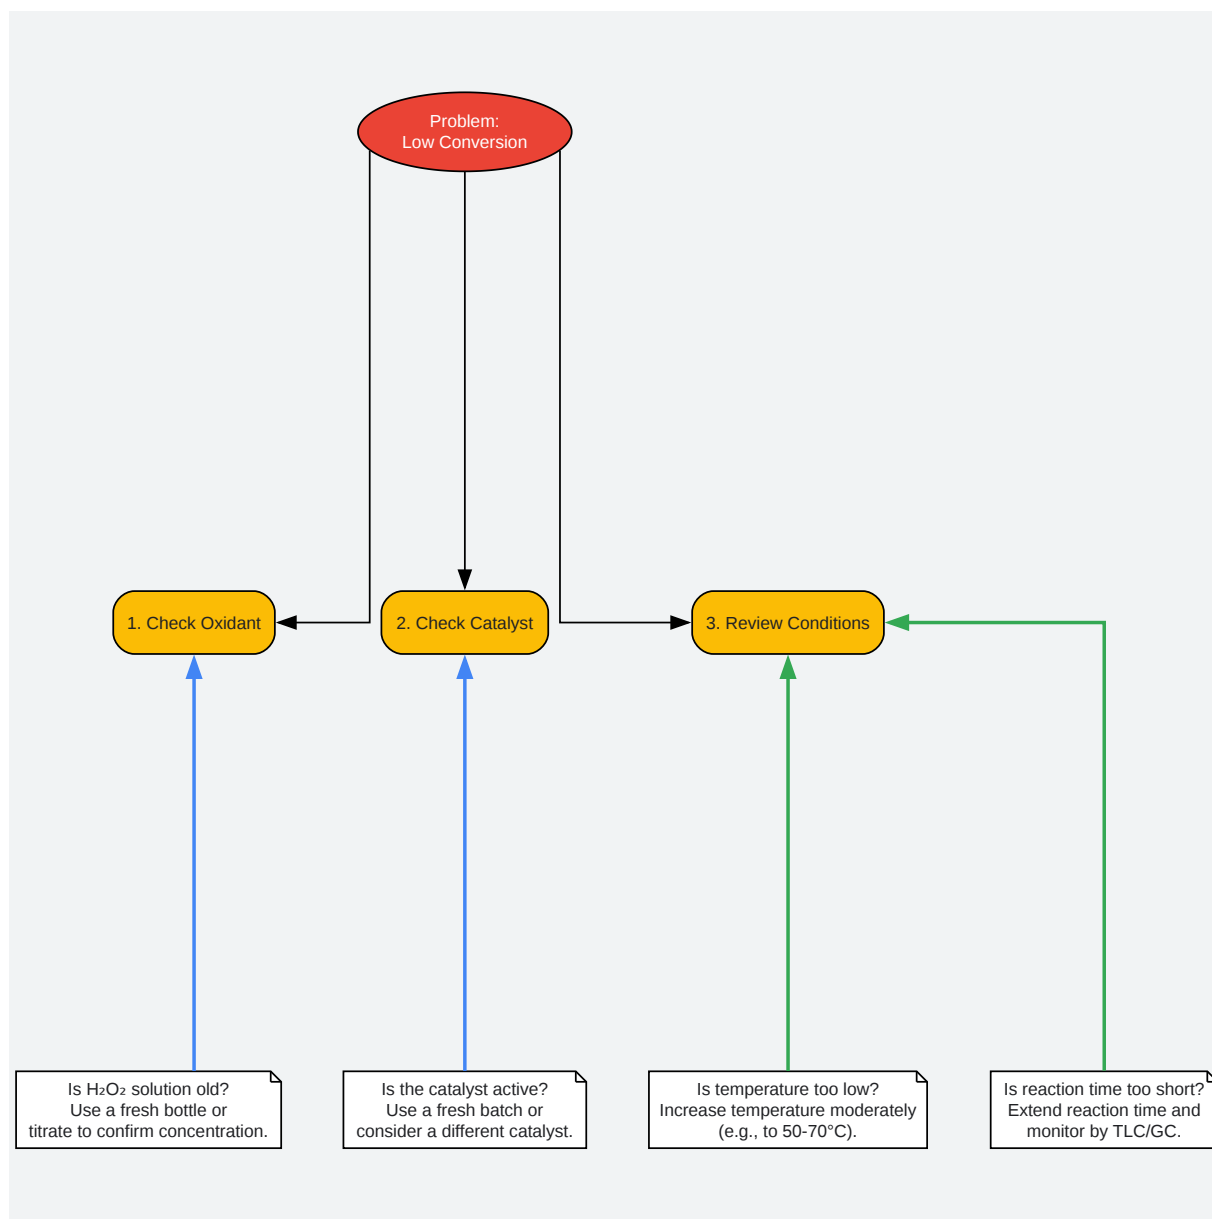 Problem:
Low Conversion
1. Check Oxidant
2. Check Catalyst
3. Review Conditions
Is H₂O₂ solution old?
Use a fresh bottle or
titrate to confirm concentration.
Is the catalyst active?
Use a fresh batch or
consider a different catalyst.
Is temperature too low?
Increase temperature moderately
(e.g., to 50-70°C).
Is reaction time too short?
Extend reaction time and
monitor by TLC/GC.